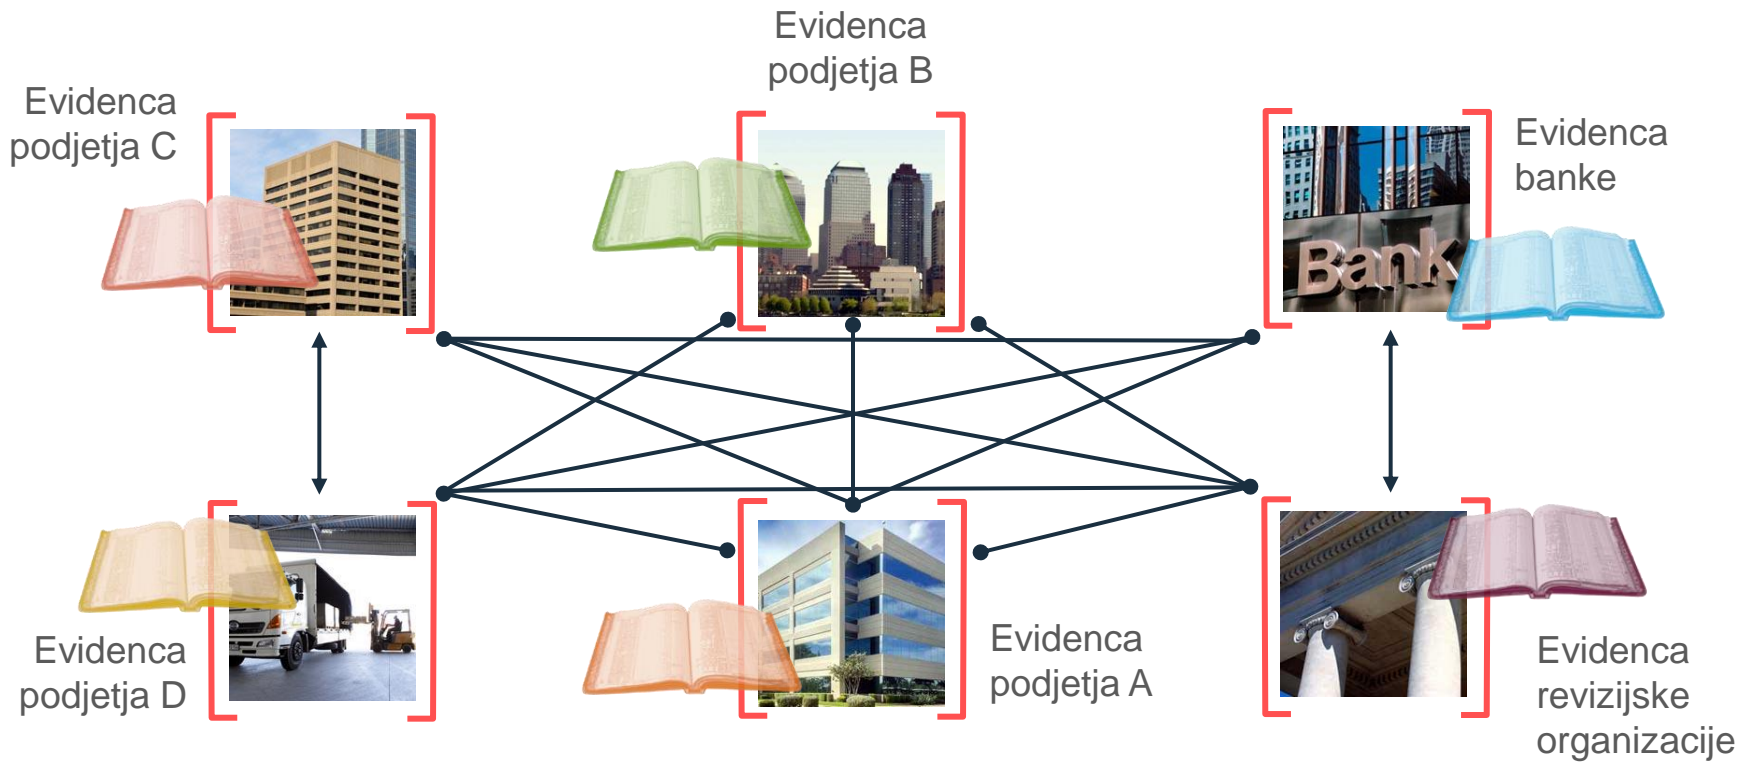 Evidenca
podjetja B
Evidenca
podjetja C
Evidenca
banke
Bank
Evidenca
podjetja D
Evidenca
podjetja A
Evidenca
revizijske
organizacije